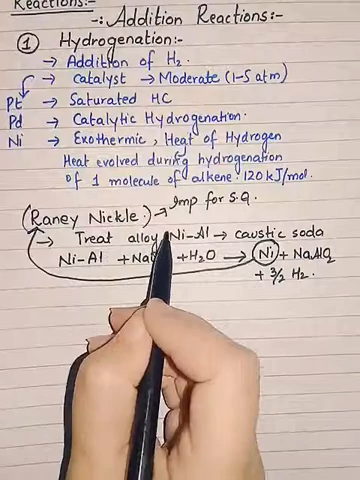 Reactions:-
-: Addition Reactions:-
① Hydrogenation:-
→ Addition of H₂.
→ Catalyst → Moderate (1-5 atm)
Pt → Saturated HC
Pd → Catalytic Hydrogenation.
Ni → Exothermic, Heat of Hydrogen
Heat evolved during hydrogenation
of 1 molecule of alkene. 120 kJ/mol.
(Raney Nickle) → Imp for S.Q.
→ Treat alloy Ni-Al → caustic soda
Ni-Al + Na + H₂O → Ni + NaAlO₂
+ 3/2 H₂.